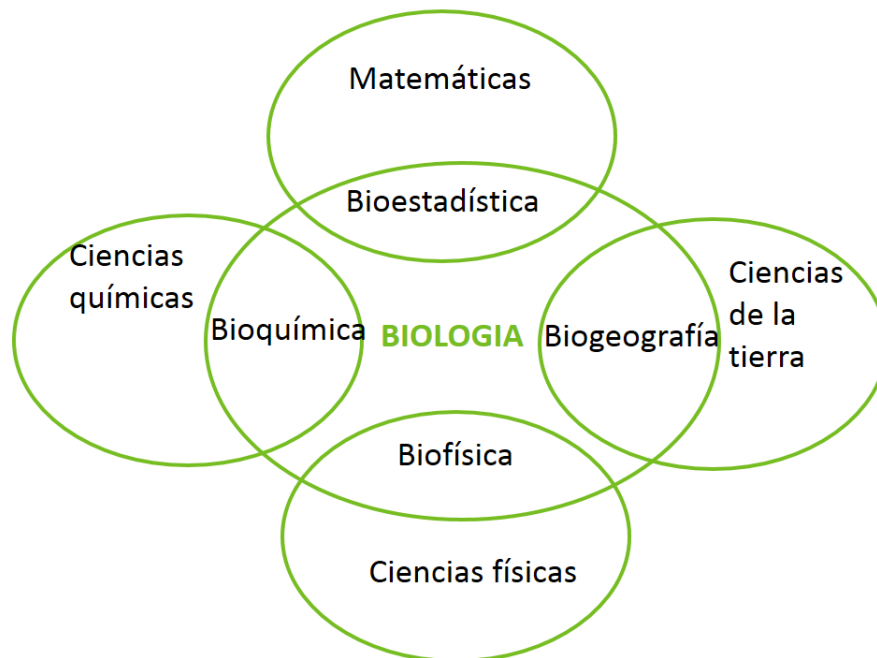 Matemáticas
Bioestadística
Ciencias
químicas
Bioquímica
BIOLOGIA
Biogeografía
Ciencias
de la
tierra
Biofísica
Ciencias físicas